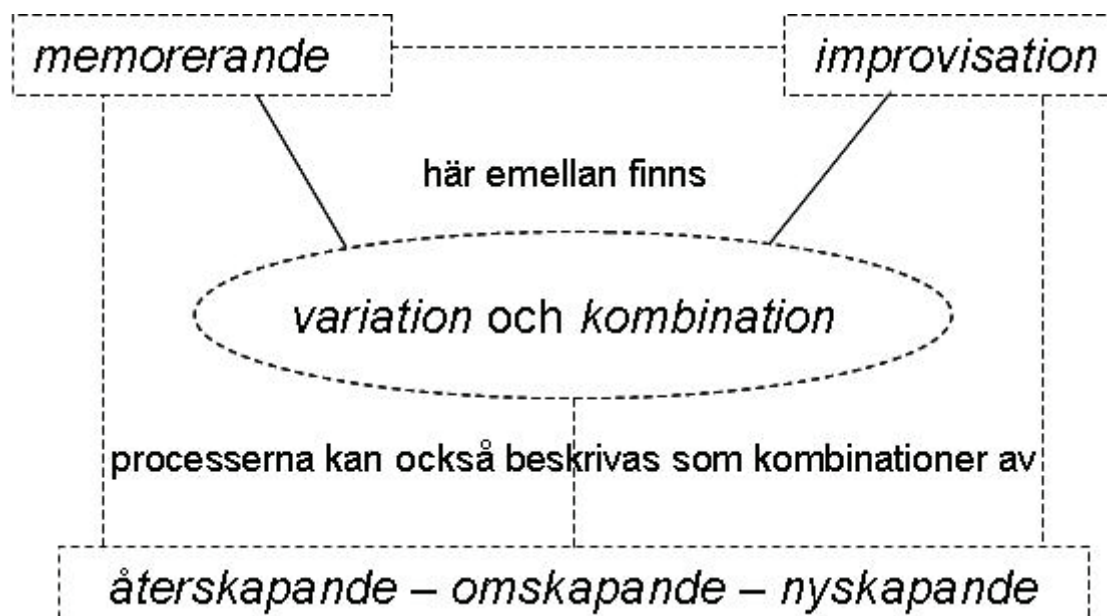 memorerande
improvisation
här emellan finns
variation och kombination
processerna kan också beskrivas som kombinationer av
återskapande – omskapande – nyskapande